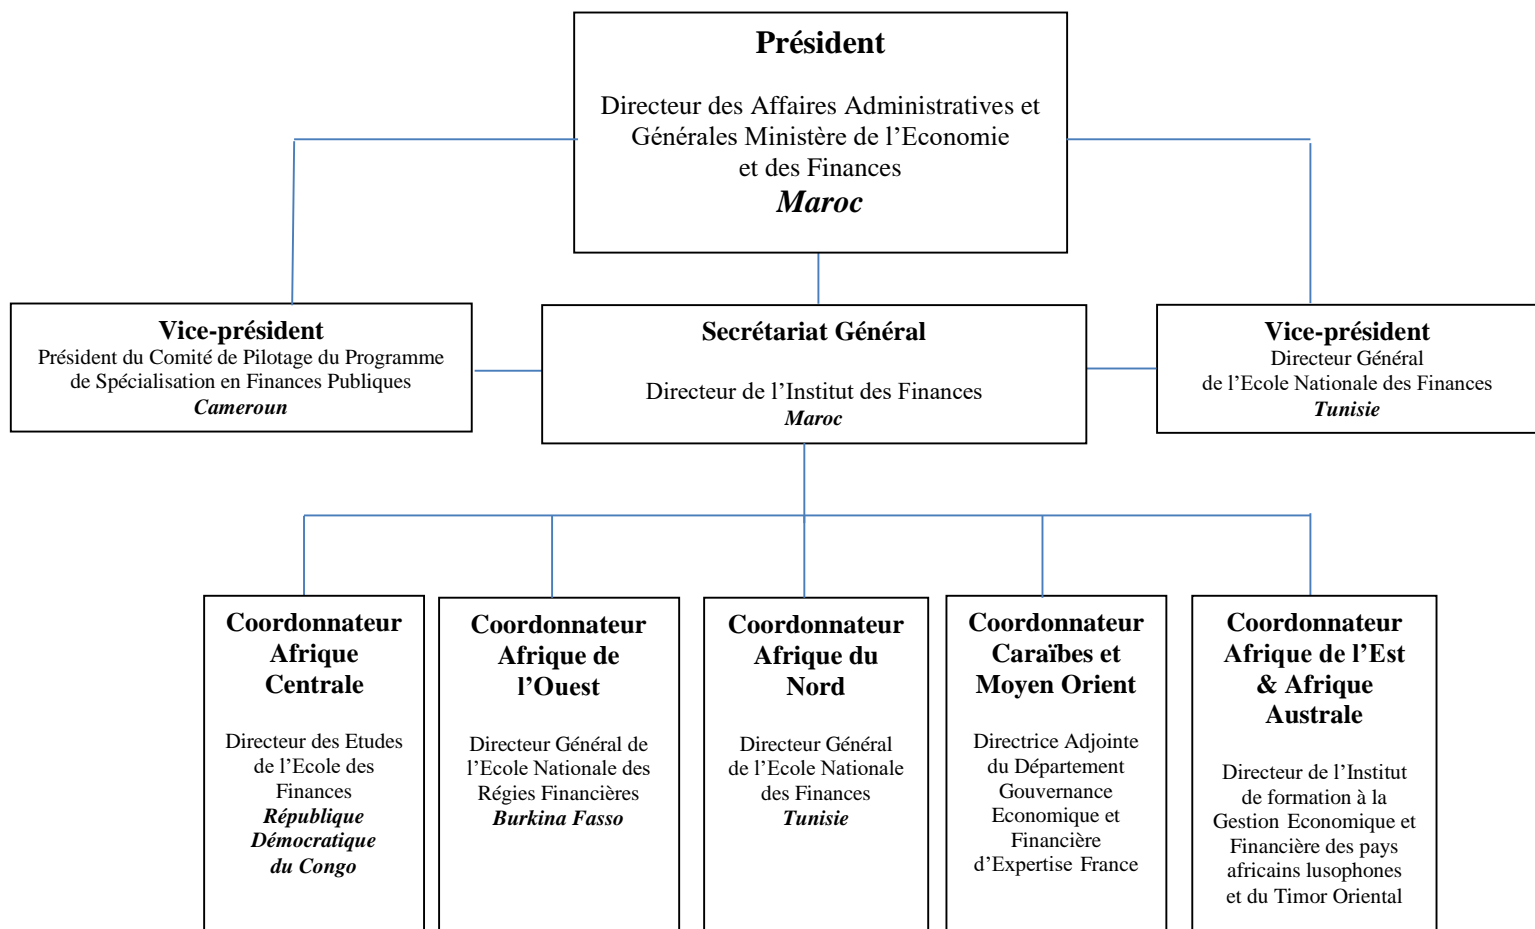 Président
Directeur des Affaires Administratives et
Générales Ministère de l’Economie
et des Finances
Maroc
Vice-président
Président du Comité de Pilotage du Programme
de Spécialisation en Finances Publiques
Cameroun
Secrétariat Général
Directeur de l’Institut des Finances
Maroc
Vice-président
Directeur Général
de l’Ecole Nationale des Finances
Tunisie
Coordonnateur
Afrique
Centrale
Directeur des Etudes
de l’Ecole des
Finances
République
Démocratique
du Congo
Coordonnateur
Afrique de
l’Ouest
Directeur Général de
l’Ecole Nationale des
Régies Financières
Burkina Fasso
Coordonnateur
Afrique du
Nord
Directeur Général
de l’Ecole Nationale
des Finances
Tunisie
Coordonnateur
Caraïbes et
Moyen Orient
Directrice Adjointe
du Département
Gouvernance
Economique et
Financière
d’Expertise France
Coordonnateur
Afrique de l’Est
& Afrique
Australe
Directeur de l’Institut
de formation à la
Gestion Economique et
Financière des pays
africains lusophones
et du Timor Oriental